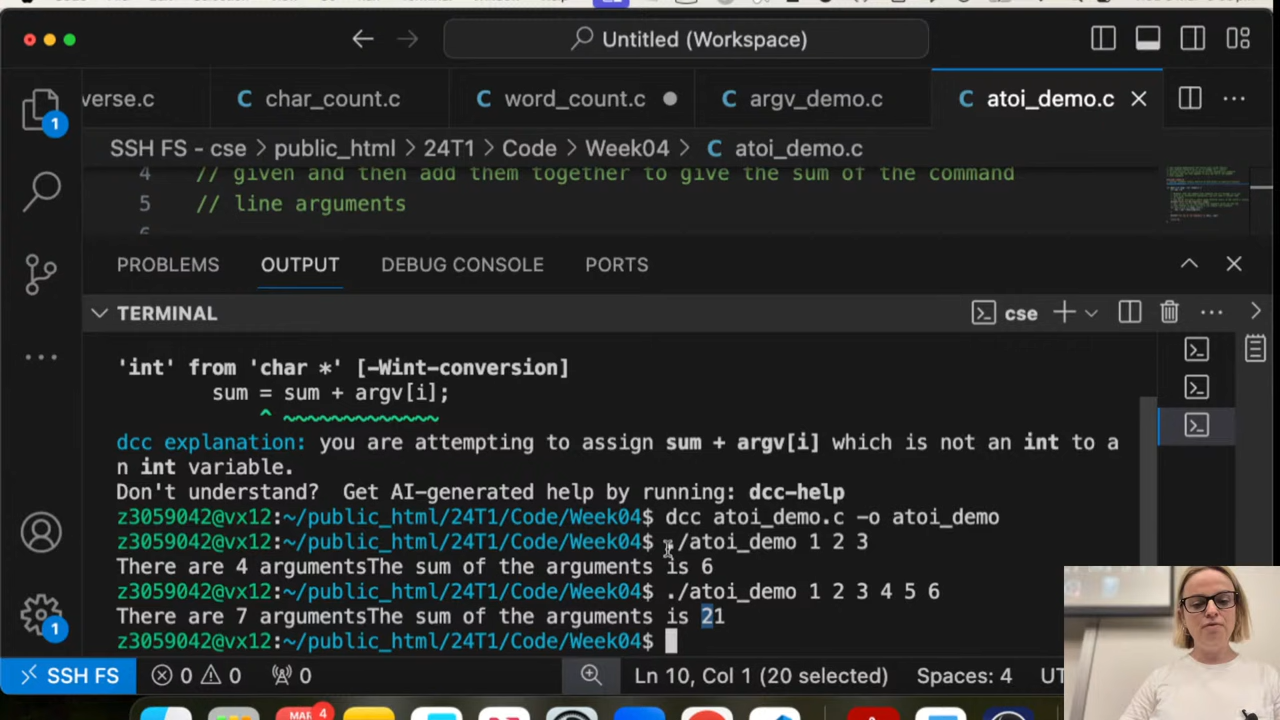 Untitled (Workspace)
verse.c
C char_count.c
C word_count.c
C argv_demo.c
C atoi_demo.c
SSH FS - cse > public_html > 24T1 > Code > Week04 > C atoi_demo.c
4 // given and then add them together to give the sum of the command
5 // line arguments
6
PROBLEMS OUTPUT DEBUG CONSOLE PORTS
TERMINAL
cse
'int' from 'char *' [-Wint-conversion]
sum = sum + argv[i];
^ ~~~~~~~~~~~~~
dcc explanation: you are attempting to assign sum + argv[i] which is not an int to a
n int variable.
Don't understand? Get AI-generated help by running: dcc-help
z3059042@vx12:~/public_html/24T1/Code/Week04$ dcc atoi_demo.c -o atoi_demo
z3059042@vx12:~/public_html/24T1/Code/Week04$ ./atoi_demo 1 2 3
There are 4 argumentsThe sum of the arguments is 6
z3059042@vx12:~/public_html/24T1/Code/Week04$ ./atoi_demo 1 2 3 4 5 6
There are 7 argumentsThe sum of the arguments is 21
z3059042@vx12:~/public_html/24T1/Code/Week04$
1
1
SSH FS
0 0 0
Ln 10, Col 1 (20 selected)
Spaces: 4
MAR 4